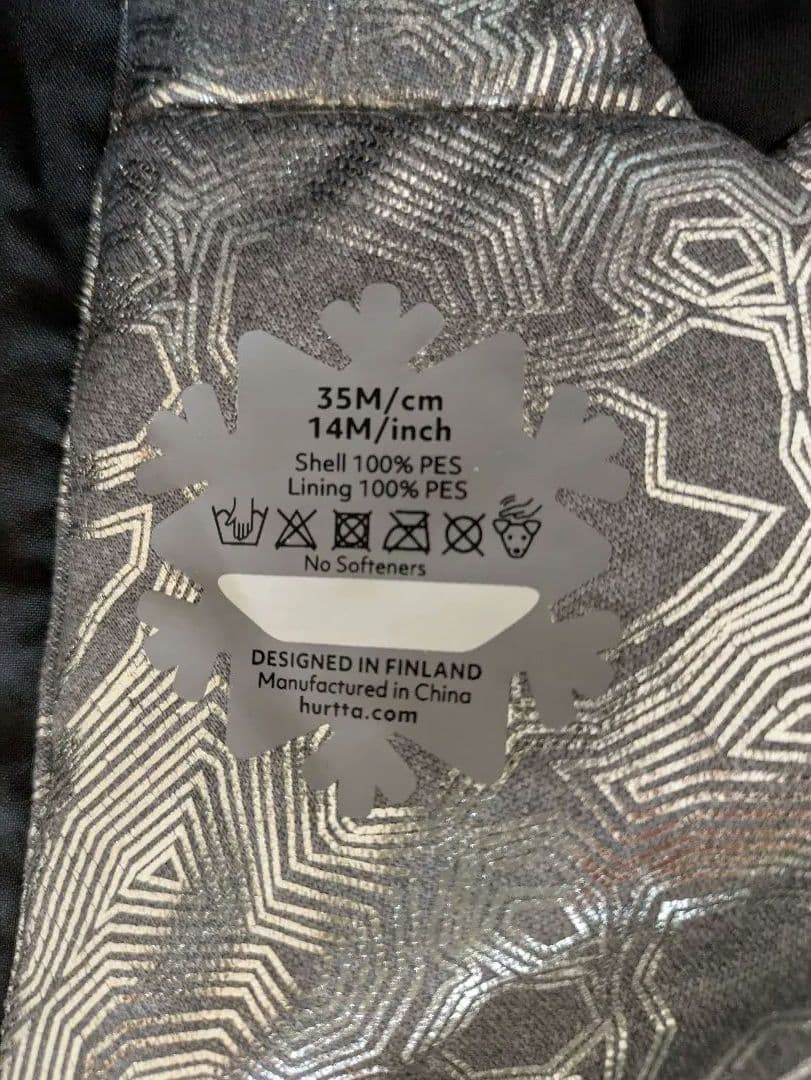 35M/cm
14M/inch
Shell 100% PES
Lining 100% PES
No Softeners
DESIGNED IN FINLAND
Manufactured in China
hurtta.com